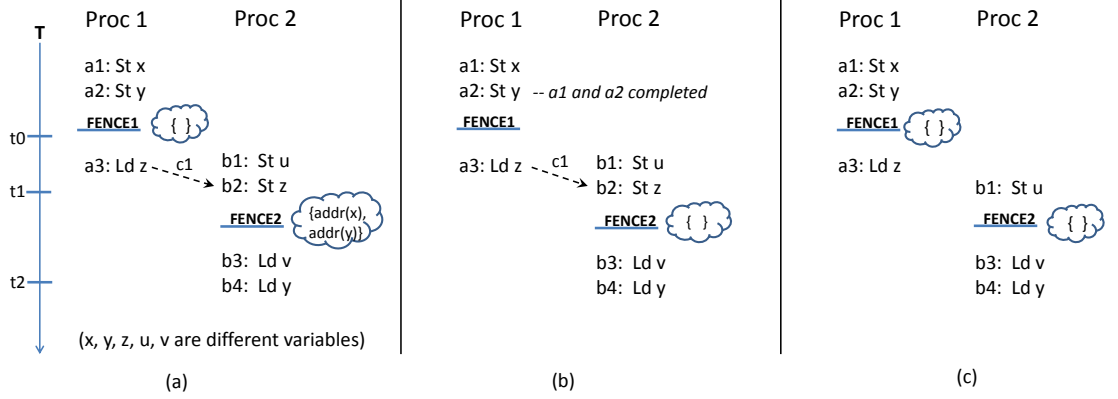 T
Proc 1 Proc 2
a1: St x
a2: St y
FENCE1 { }
t0
a3: Ld z c1 b1: St u
t1 b2: St z
FENCE2 {addr(x),
addr(y)}
b3: Ld v
t2 b4: Ld y
(x, y, z, u, v are different variables)
(a)
Proc 1 Proc 2
a1: St x
a2: St y -- a1 and a2 completed
FENCE1
a3: Ld z c1 b1: St u
b2: St z
FENCE2 { }
b3: Ld v
b4: Ld y
(b)
Proc 1 Proc 2
a1: St x
a2: St y
FENCE1 { }
a3: Ld z
b1: St u
FENCE2 { }
b3: Ld v
b4: Ld y
(c)